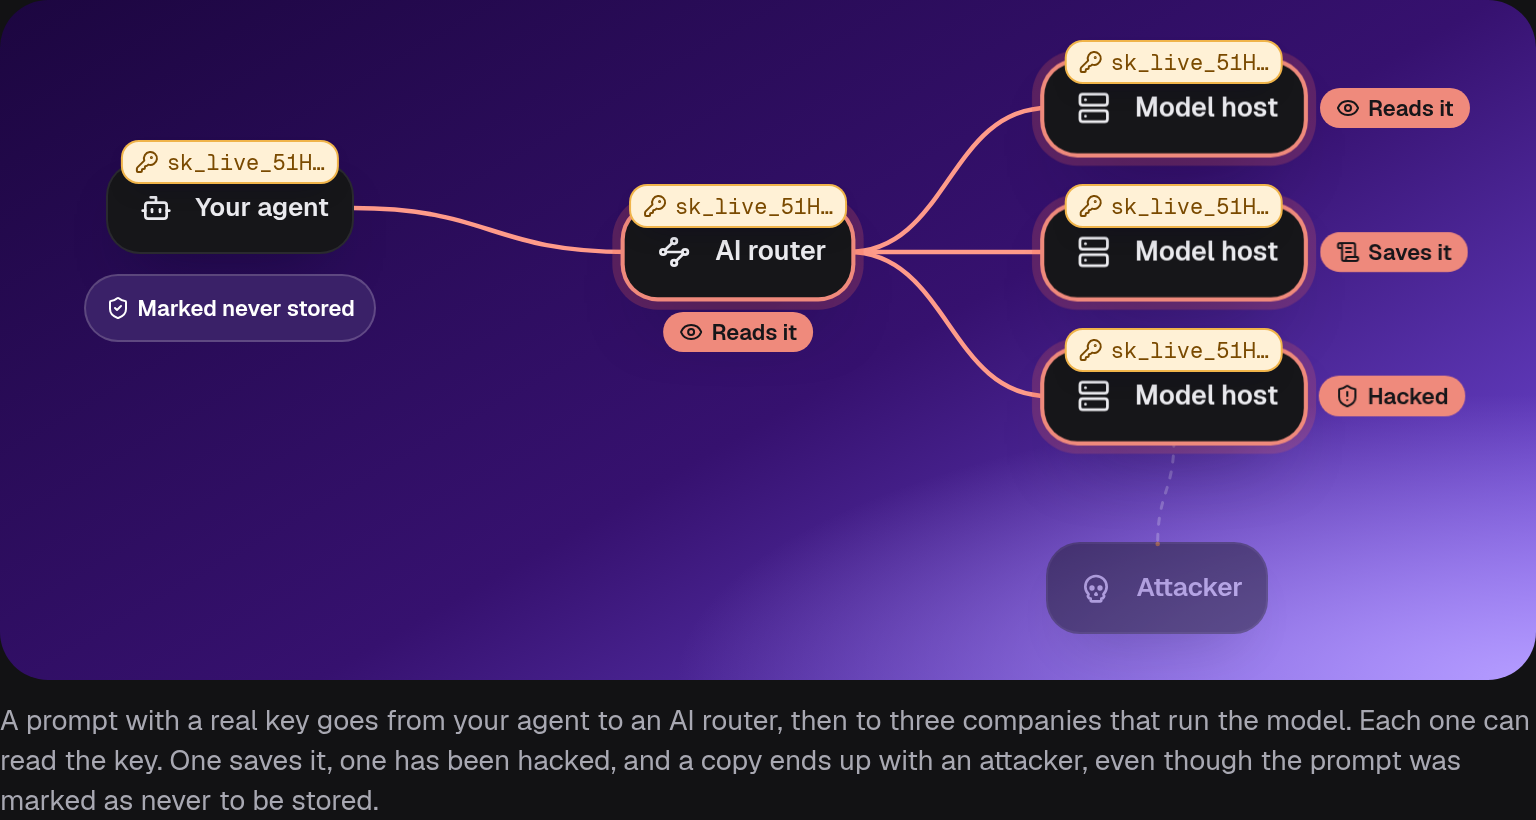 sk_live_51H…
Your agent
Marked never stored
sk_live_51H…
AI router
Reads it
sk_live_51H…
Model host
Reads it
sk_live_51H…
Model host
Saves it
sk_live_51H…
Model host
Hacked
Attacker
A prompt with a real key goes from your agent to an AI router, then to three companies that run the model. Each one can
read the key. One saves it, one has been hacked, and a copy ends up with an attacker, even though the prompt was
marked as never to be stored.